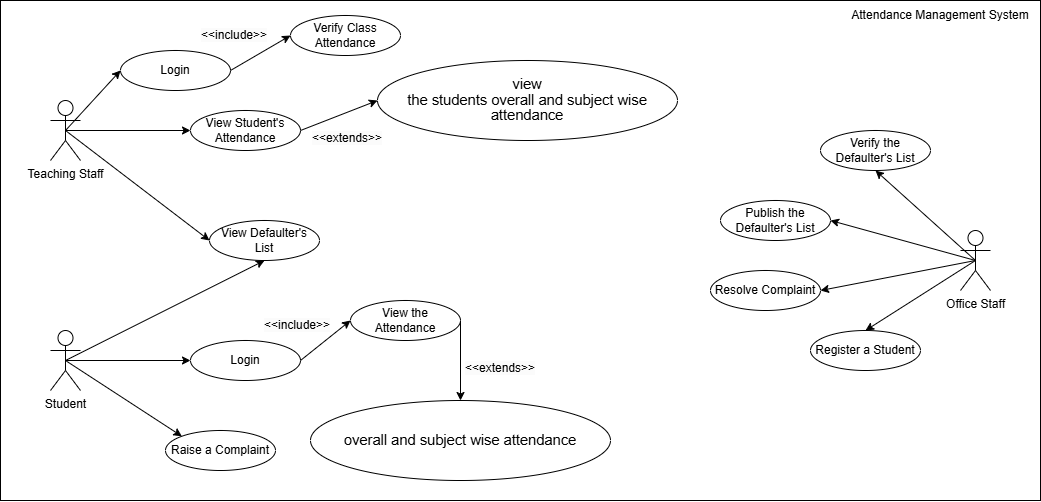 Attendance Management System
<<include>>
Verify Class
Attendance
Login
view
the students overall and subject wise
attendance
View Student's
Attendance
<<extends>>
Teaching Staff
Verify the
Defaulter's List
Publish the
Defaulter's List
View Defaulter's
List
Resolve Complaint
Office Staff
Register a Student
View the
Attendance
<<include>>
Login
<<extends>>
Student
overall and subject wise attendance
Raise a Complaint